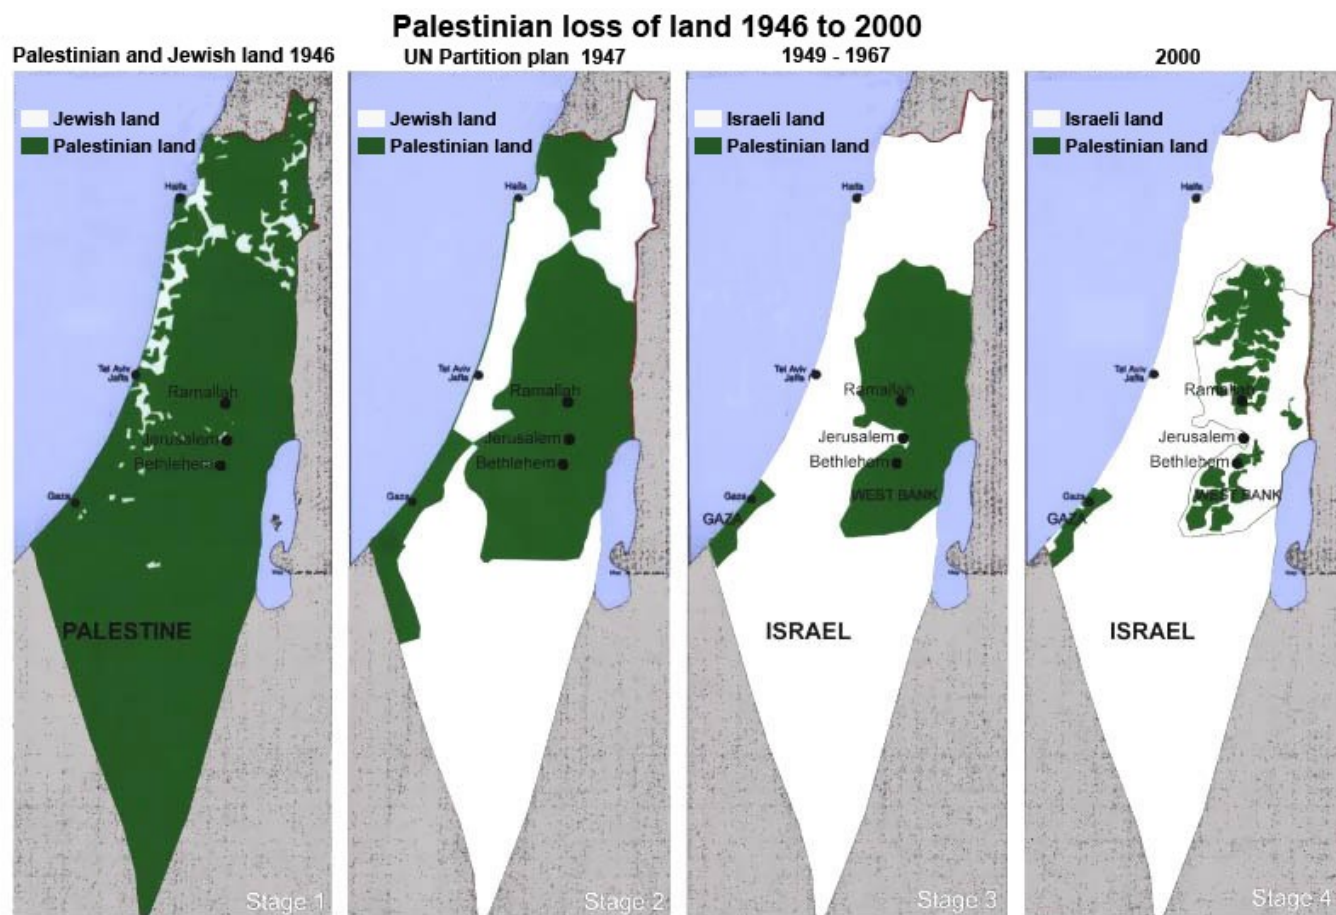 Palestinian loss of land 1946 to 2000
Palestinian and Jewish land 1946
Jewish land
Palestinian land
Haifa
Tel Aviv
Jaffa
Ramallah
Jerusalem
Bethlehem
Gaza
PALESTINE
Stage 1
UN Partition plan 1947
Jewish land
Palestinian land
Haifa
Tel Aviv
Jaffa
Ramallah
Jerusalem
Bethlehem
Gaza
Stage 2
1949 - 1967
Israeli land
Palestinian land
Haifa
Tel Aviv
Jaffa
Ramallah
Jerusalem
Bethlehem
WEST BANK
Gaza
GAZA
ISRAEL
Stage 3
2000
Israeli land
Palestinian land
Haifa
Tel Aviv
Jaffa
Ramallah
Jerusalem
Bethlehem
WEST BANK
Gaza
GAZA
ISRAEL
Stage 4